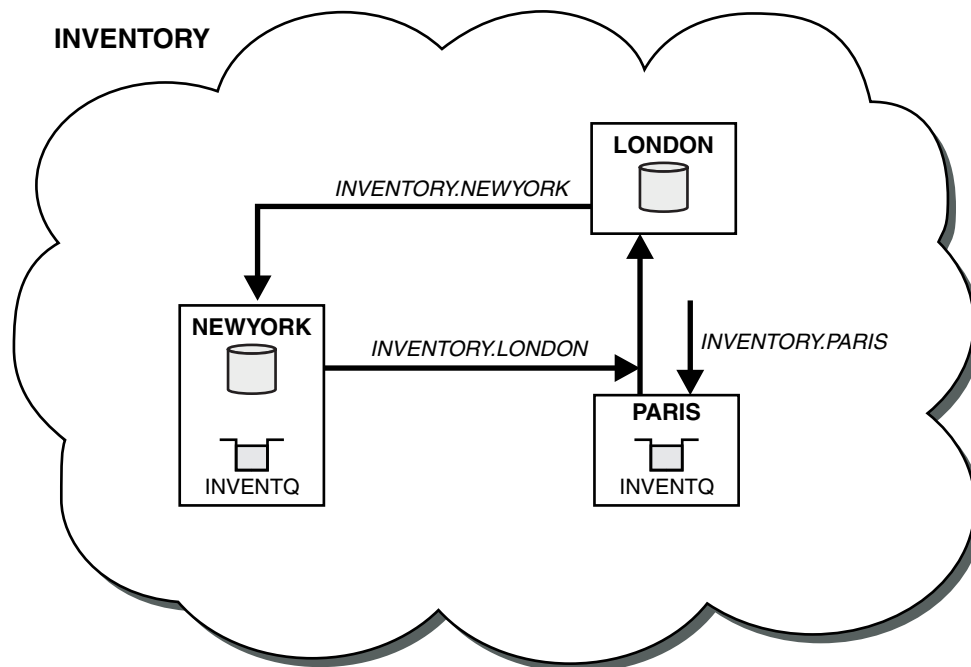 INVENTORY
LONDON
INVENTORY.NEWYORK
NEWYORK
INVENTORY.LONDON
INVENTORY.PARIS
PARIS
INVENTQ
INVENTQ